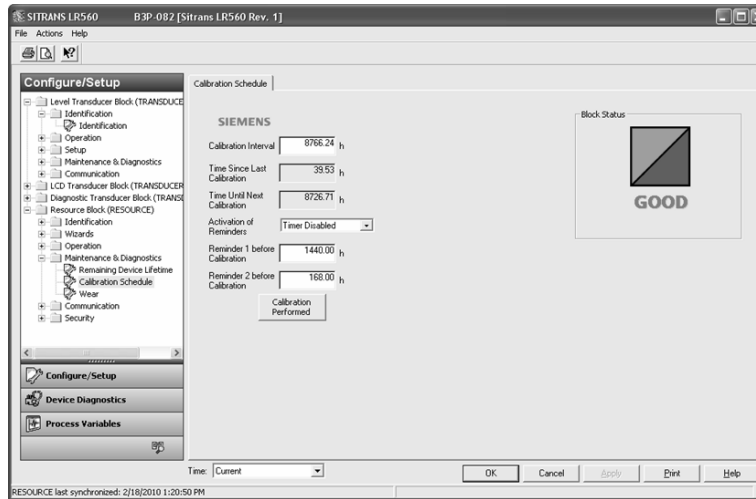 SITRANS LR560 B3P-082 [Sitrans LR560 Rev. 1]
File Actions Help
Configure/Setup
Level Transducer Block (TRANSDUCE
Identification
Identification
Operation
Setup
Maintenance & Diagnostics
Communication
LCD Transducer Block (TRANSDUCER
Diagnostic Transducer Block (TRANSD
Resource Block (RESOURCE)
Identification
Wizards
Operation
Maintenance & Diagnostics
Remaining Device Lifetime
Calibration Schedule
Wear
Communication
Security
Configure/Setup
Device Diagnostics
Process Variables
Calibration Schedule
SIEMENS
Calibration Interval 8766.24 h
Time Since Last
Calibration 39.53 h
Time Until Next
Calibration 8726.71 h
Activation of
Reminders Timer Disabled
Reminder 1 before
Calibration 1440.00 h
Reminder 2 before
Calibration 168.00 h
Calibration
Performed
Block Status
GOOD
Time: Current
OK Cancel Apply Print Help
RESOURCE last synchronized: 2/18/2010 1:20:50 PM